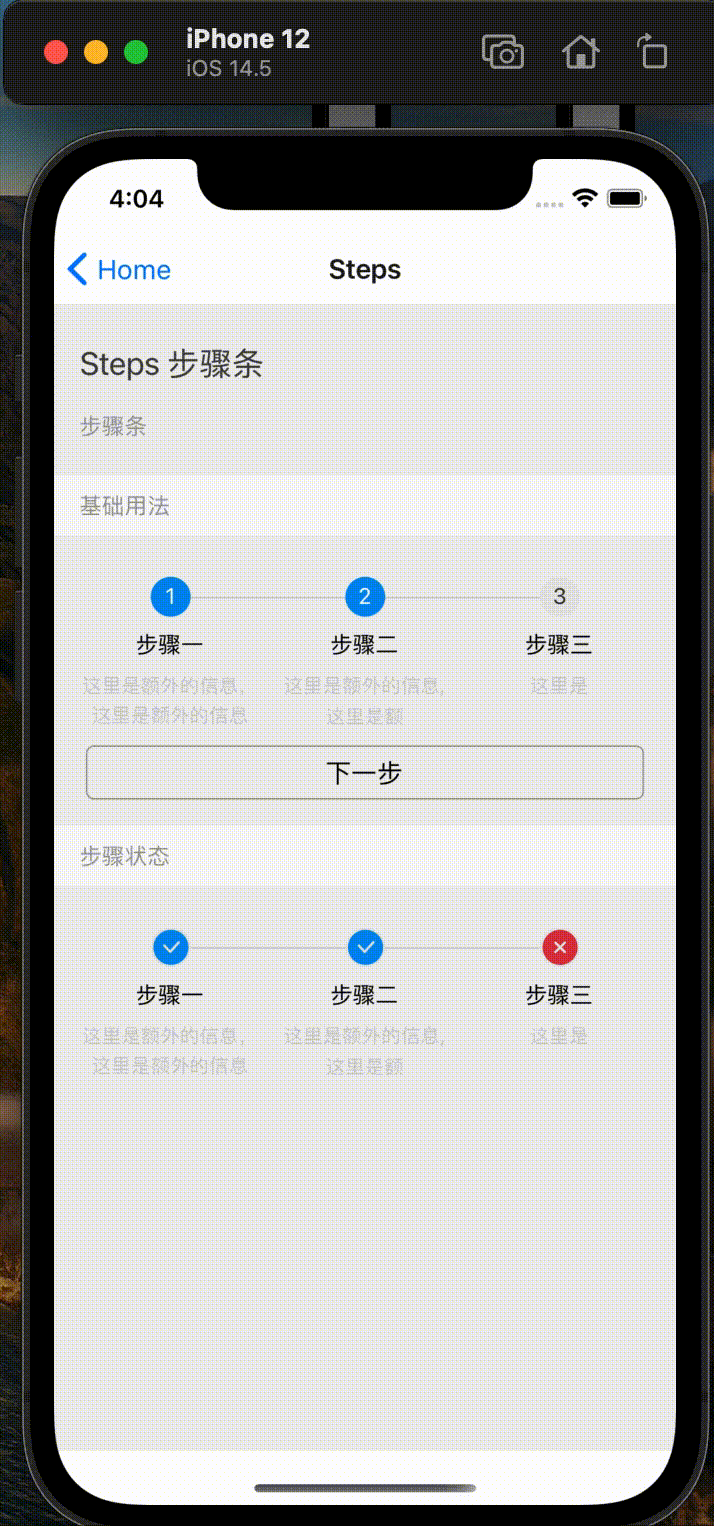 iPhone 12
iOS 14.5
4:04
Home
Steps
Steps 步骤条
步骤条
基础用法
1 2 3
步骤一 步骤二 步骤三
这里是额外的信息， 这里是额外的信息， 这里是
这里是额外的信息 这里是额
下一步
步骤状态
步骤一 步骤二 步骤三
这里是额外的信息， 这里是额外的信息， 这里是
这里是额外的信息 这里是额